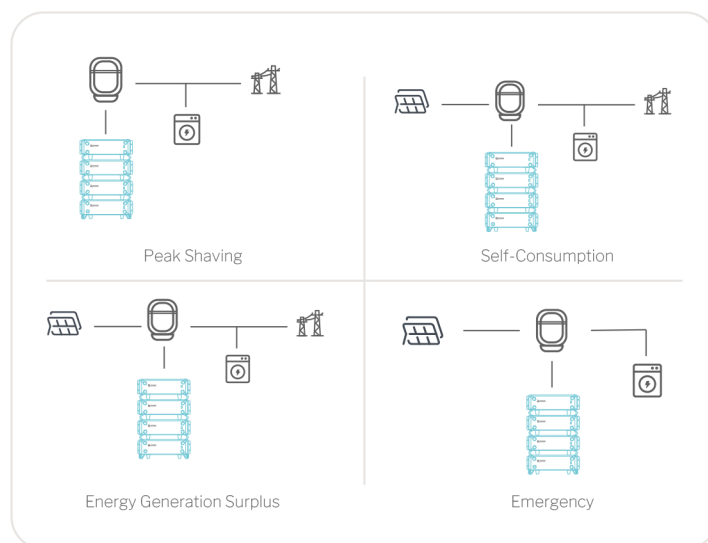 Peak Shaving
Self-Consumption
Energy Generation Surplus
Emergency